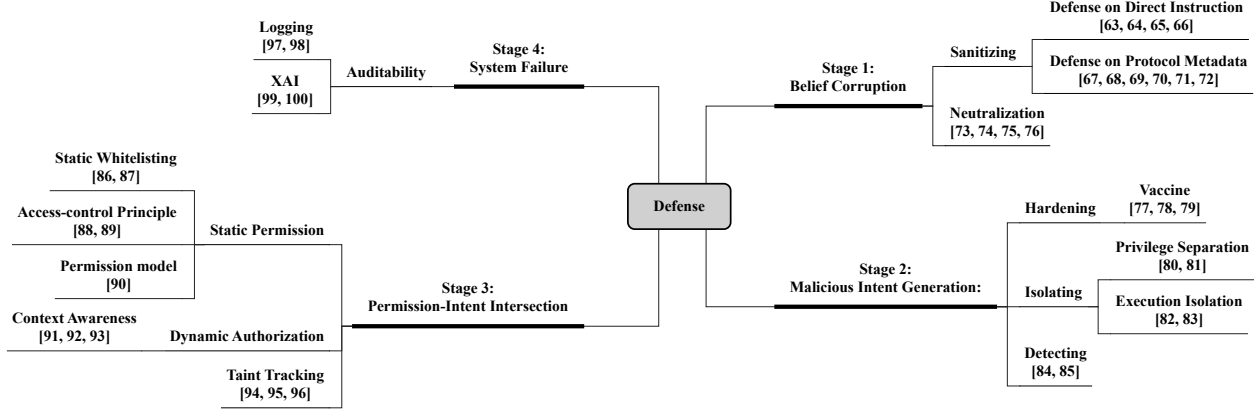 Defense
Stage 1:
Belief Corruption
Sanitizing
Defense on Direct Instruction
[63, 64, 65, 66]
Defense on Protocol Metadata
[67, 68, 69, 70, 71, 72]
Neutralization
[73, 74, 75, 76]
Stage 2:
Malicious Intent Generation:
Hardening
Vaccine
[77, 78, 79]
Isolating
Privilege Separation
[80, 81]
Execution Isolation
[82, 83]
Detecting
[84, 85]
Stage 3:
Permission-Intent Intersection
Static Permission
Static Whitelisting
[86, 87]
Access-control Principle
[88, 89]
Permission model
[90]
Dynamic Authorization
Context Awareness
[91, 92, 93]
Taint Tracking
[94, 95, 96]
Stage 4:
System Failure
Auditability
Logging
[97, 98]
XAI
[99, 100]